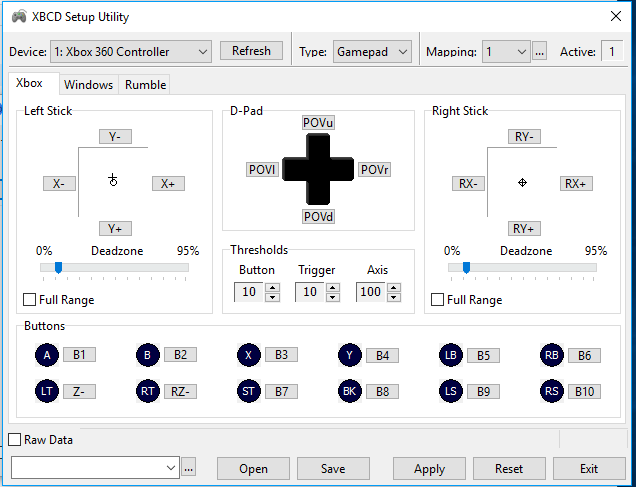 XBCD Setup Utility
Device: 1: Xbox 360 Controller Refresh Type: Gamepad Mapping: 1 ... Active: 1
Xbox Windows Rumble
Left Stick D-Pad Right Stick
POVu
Y- RY-
POVl POVr
X- X+ RX- RX+
POVd
Y+ RY+
0% Deadzone 95% Thresholds 0% Deadzone 95%
Button Trigger Axis
10 10 100
Full Range Full Range
Buttons
A B1 B B2 X B3 Y B4 LB B5 RB B6
LT Z- RT RZ- ST B7 BK B8 LS B9 RS B10
Raw Data
... Open Save Apply Reset Exit